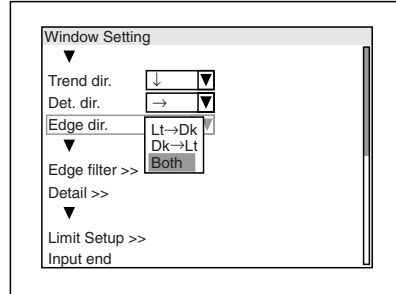 Window Setting
▼
Trend dir. ↓ ▼
Det. dir. → ▼
Edge dir. ▼
Lt→Dk
Dk→Lt
Both
▼
Edge filter >>
Detail >>
▼
Limit Setup >>
Input end